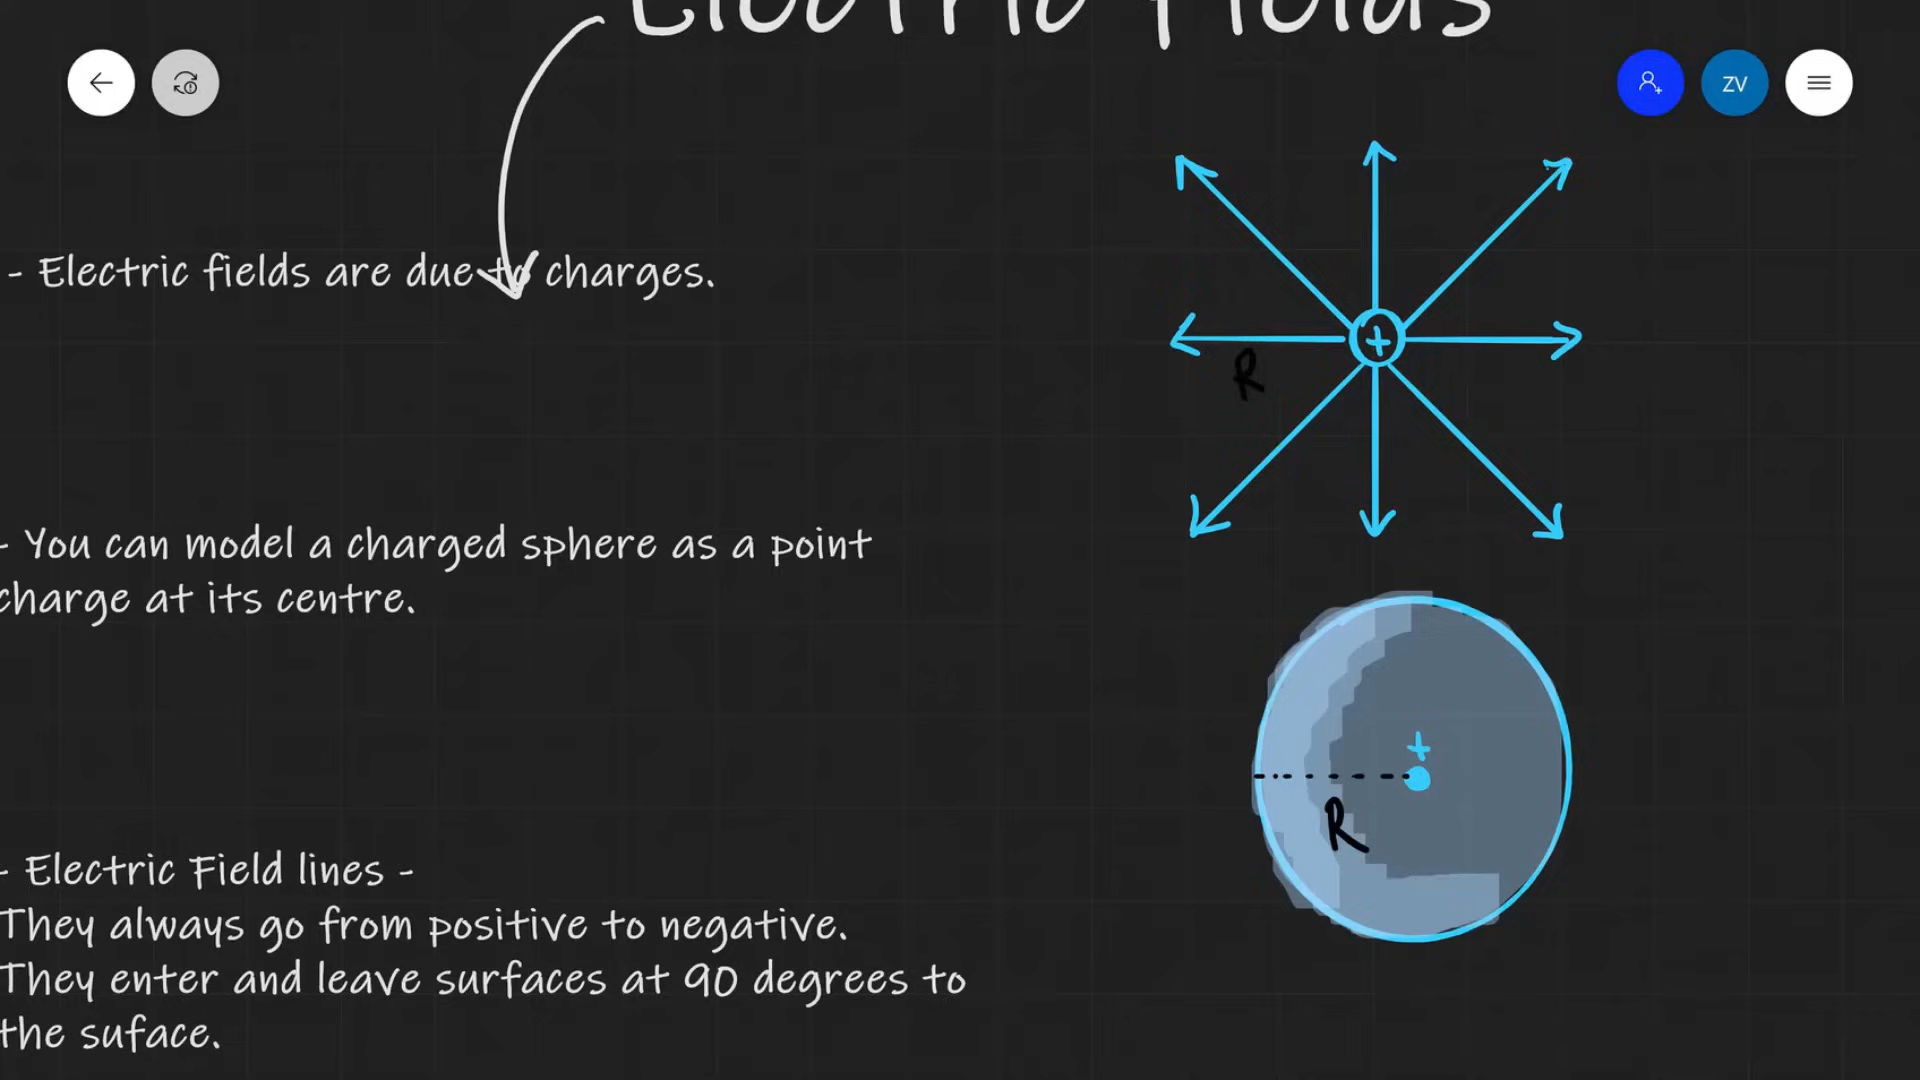 Electric Fields
ZV
- Electric fields are due to charges.
R
- You can model a charged sphere as a point
charge at its centre.
+
+
R
- Electric Field lines -
They always go from positive to negative.
They enter and leave surfaces at 90 degrees to
the suface.